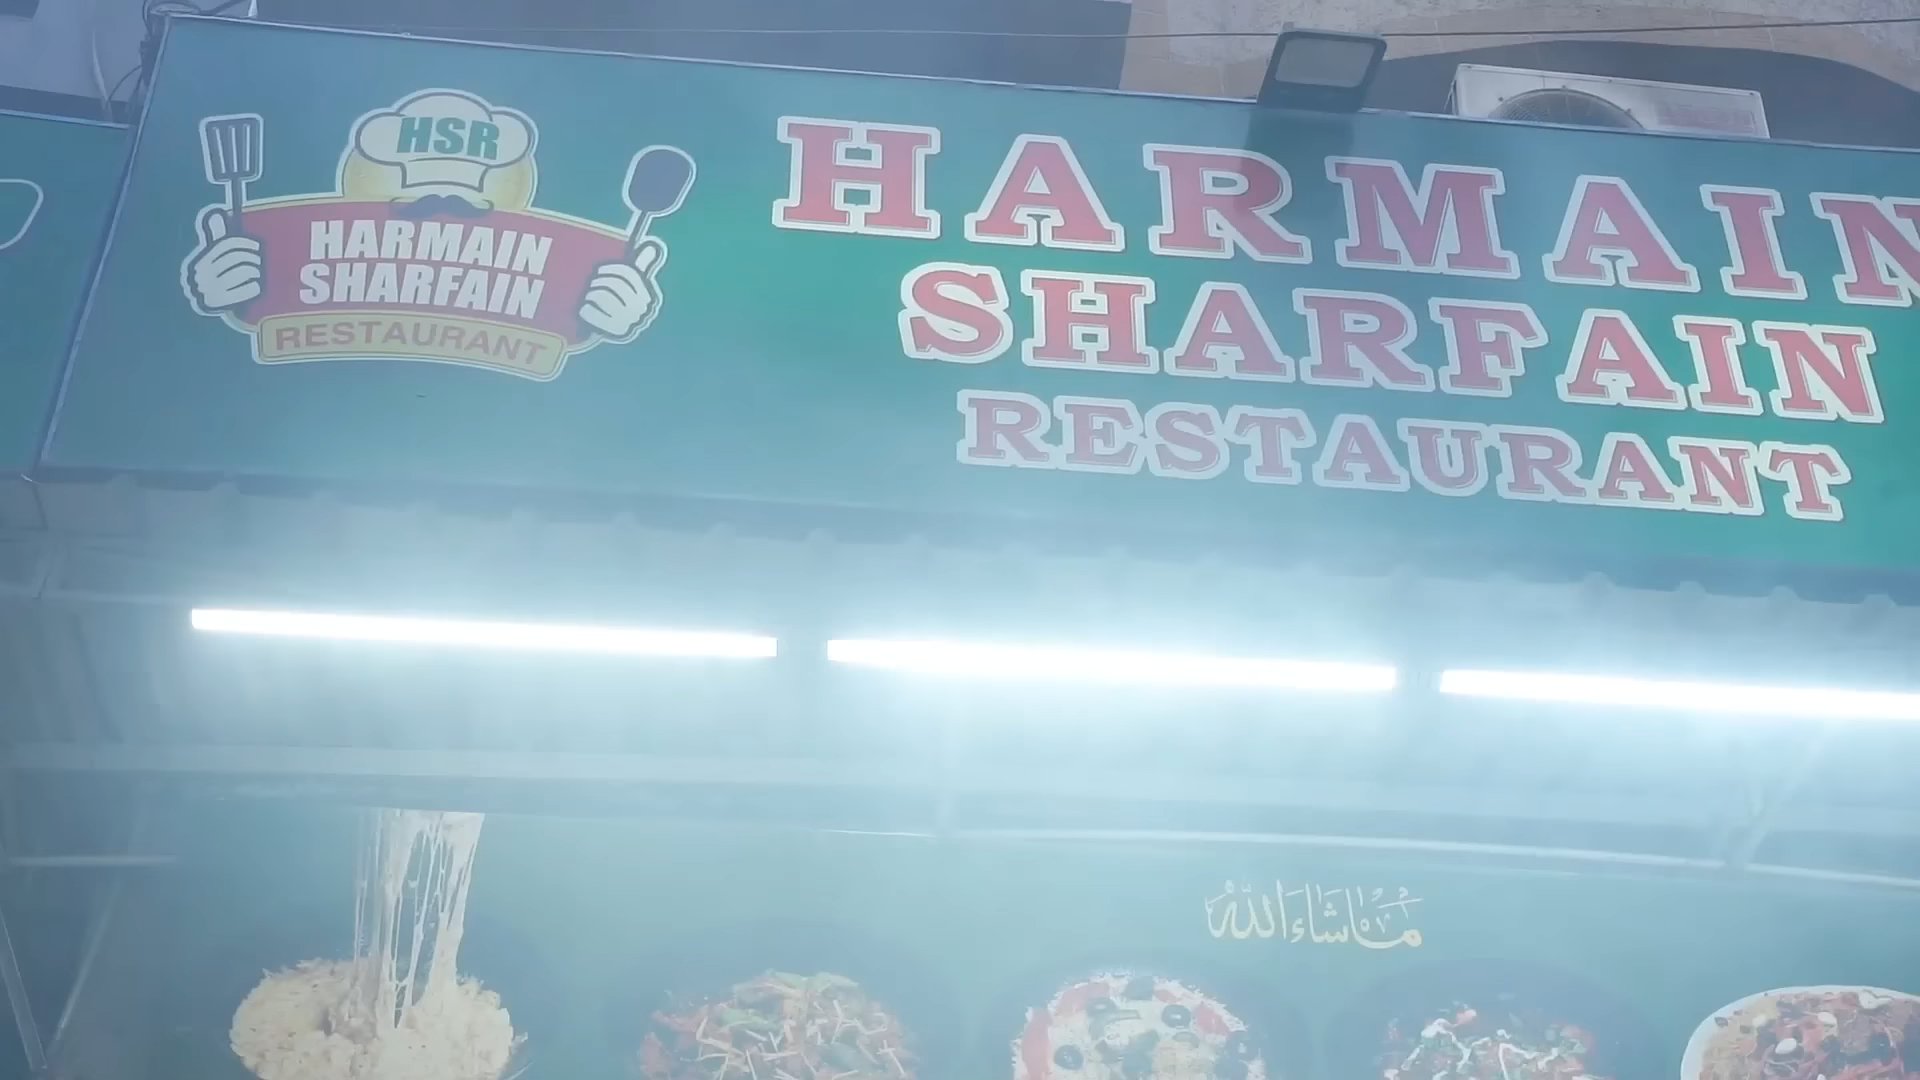 HSR
HARMAIN
SHARFAIN
RESTAURANT
HARMAIN
SHARFAIN
RESTAURANT
ماشاءالله